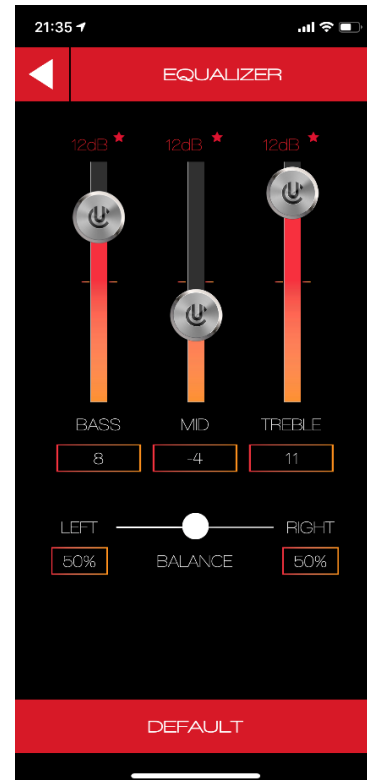 21:35
EQUALIZER
12dB 12dB 12dB
BASS MID TREBLE
8 -4 11
LEFT RIGHT
50% BALANCE 50%
DEFAULT